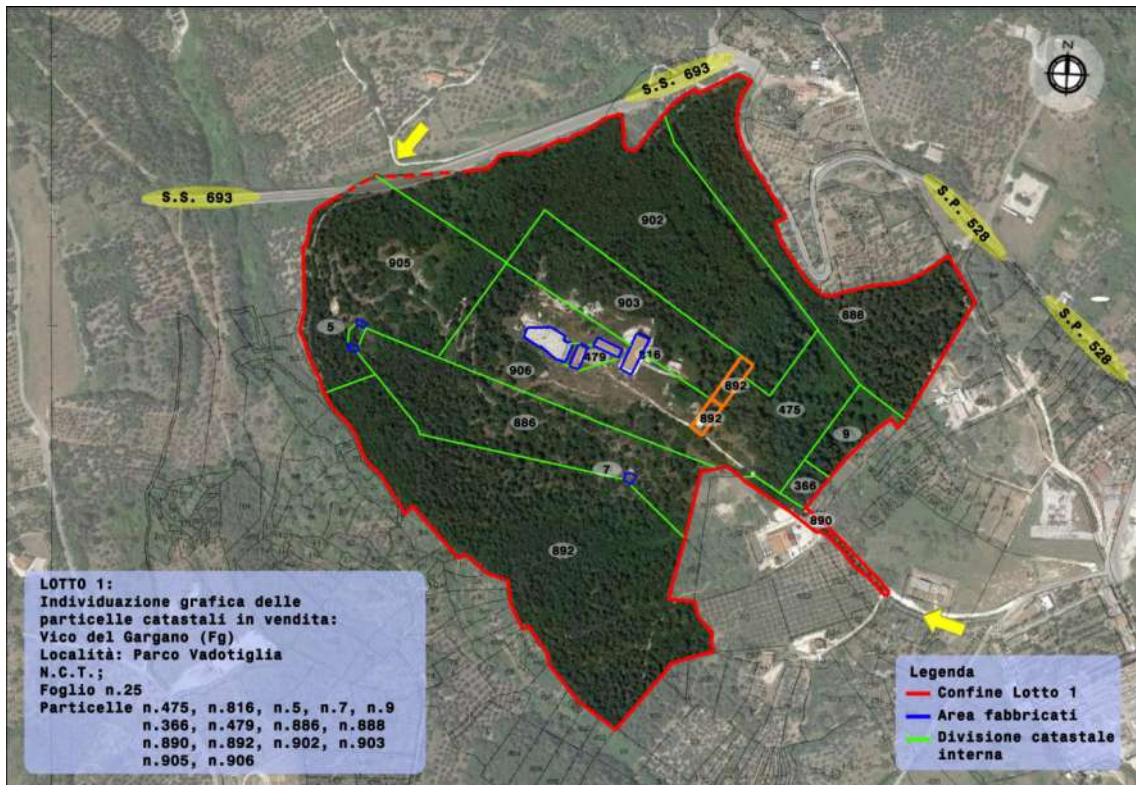 S.S. 693
N
S.S. 693
S.P. 528
902
905
903
888
S.P. 528
5
479
816
906
892
892
475
886
9
7
366
890
892
LOTTO 1:
Individuazione grafica delle
particelle catastali in vendita:
Vico del Gargano (Fg)
Località: Parco Vadotiglia
N.C.T.;
Foglio n.25
Particelle n.475, n.816, n.5, n.7, n.9
n.366, n.479, n.886, n.888
n.890, n.892, n.902, n.903
n.905, n.906
Legenda
Confine Lotto 1
Area fabbricati
Divisione catastale
interna